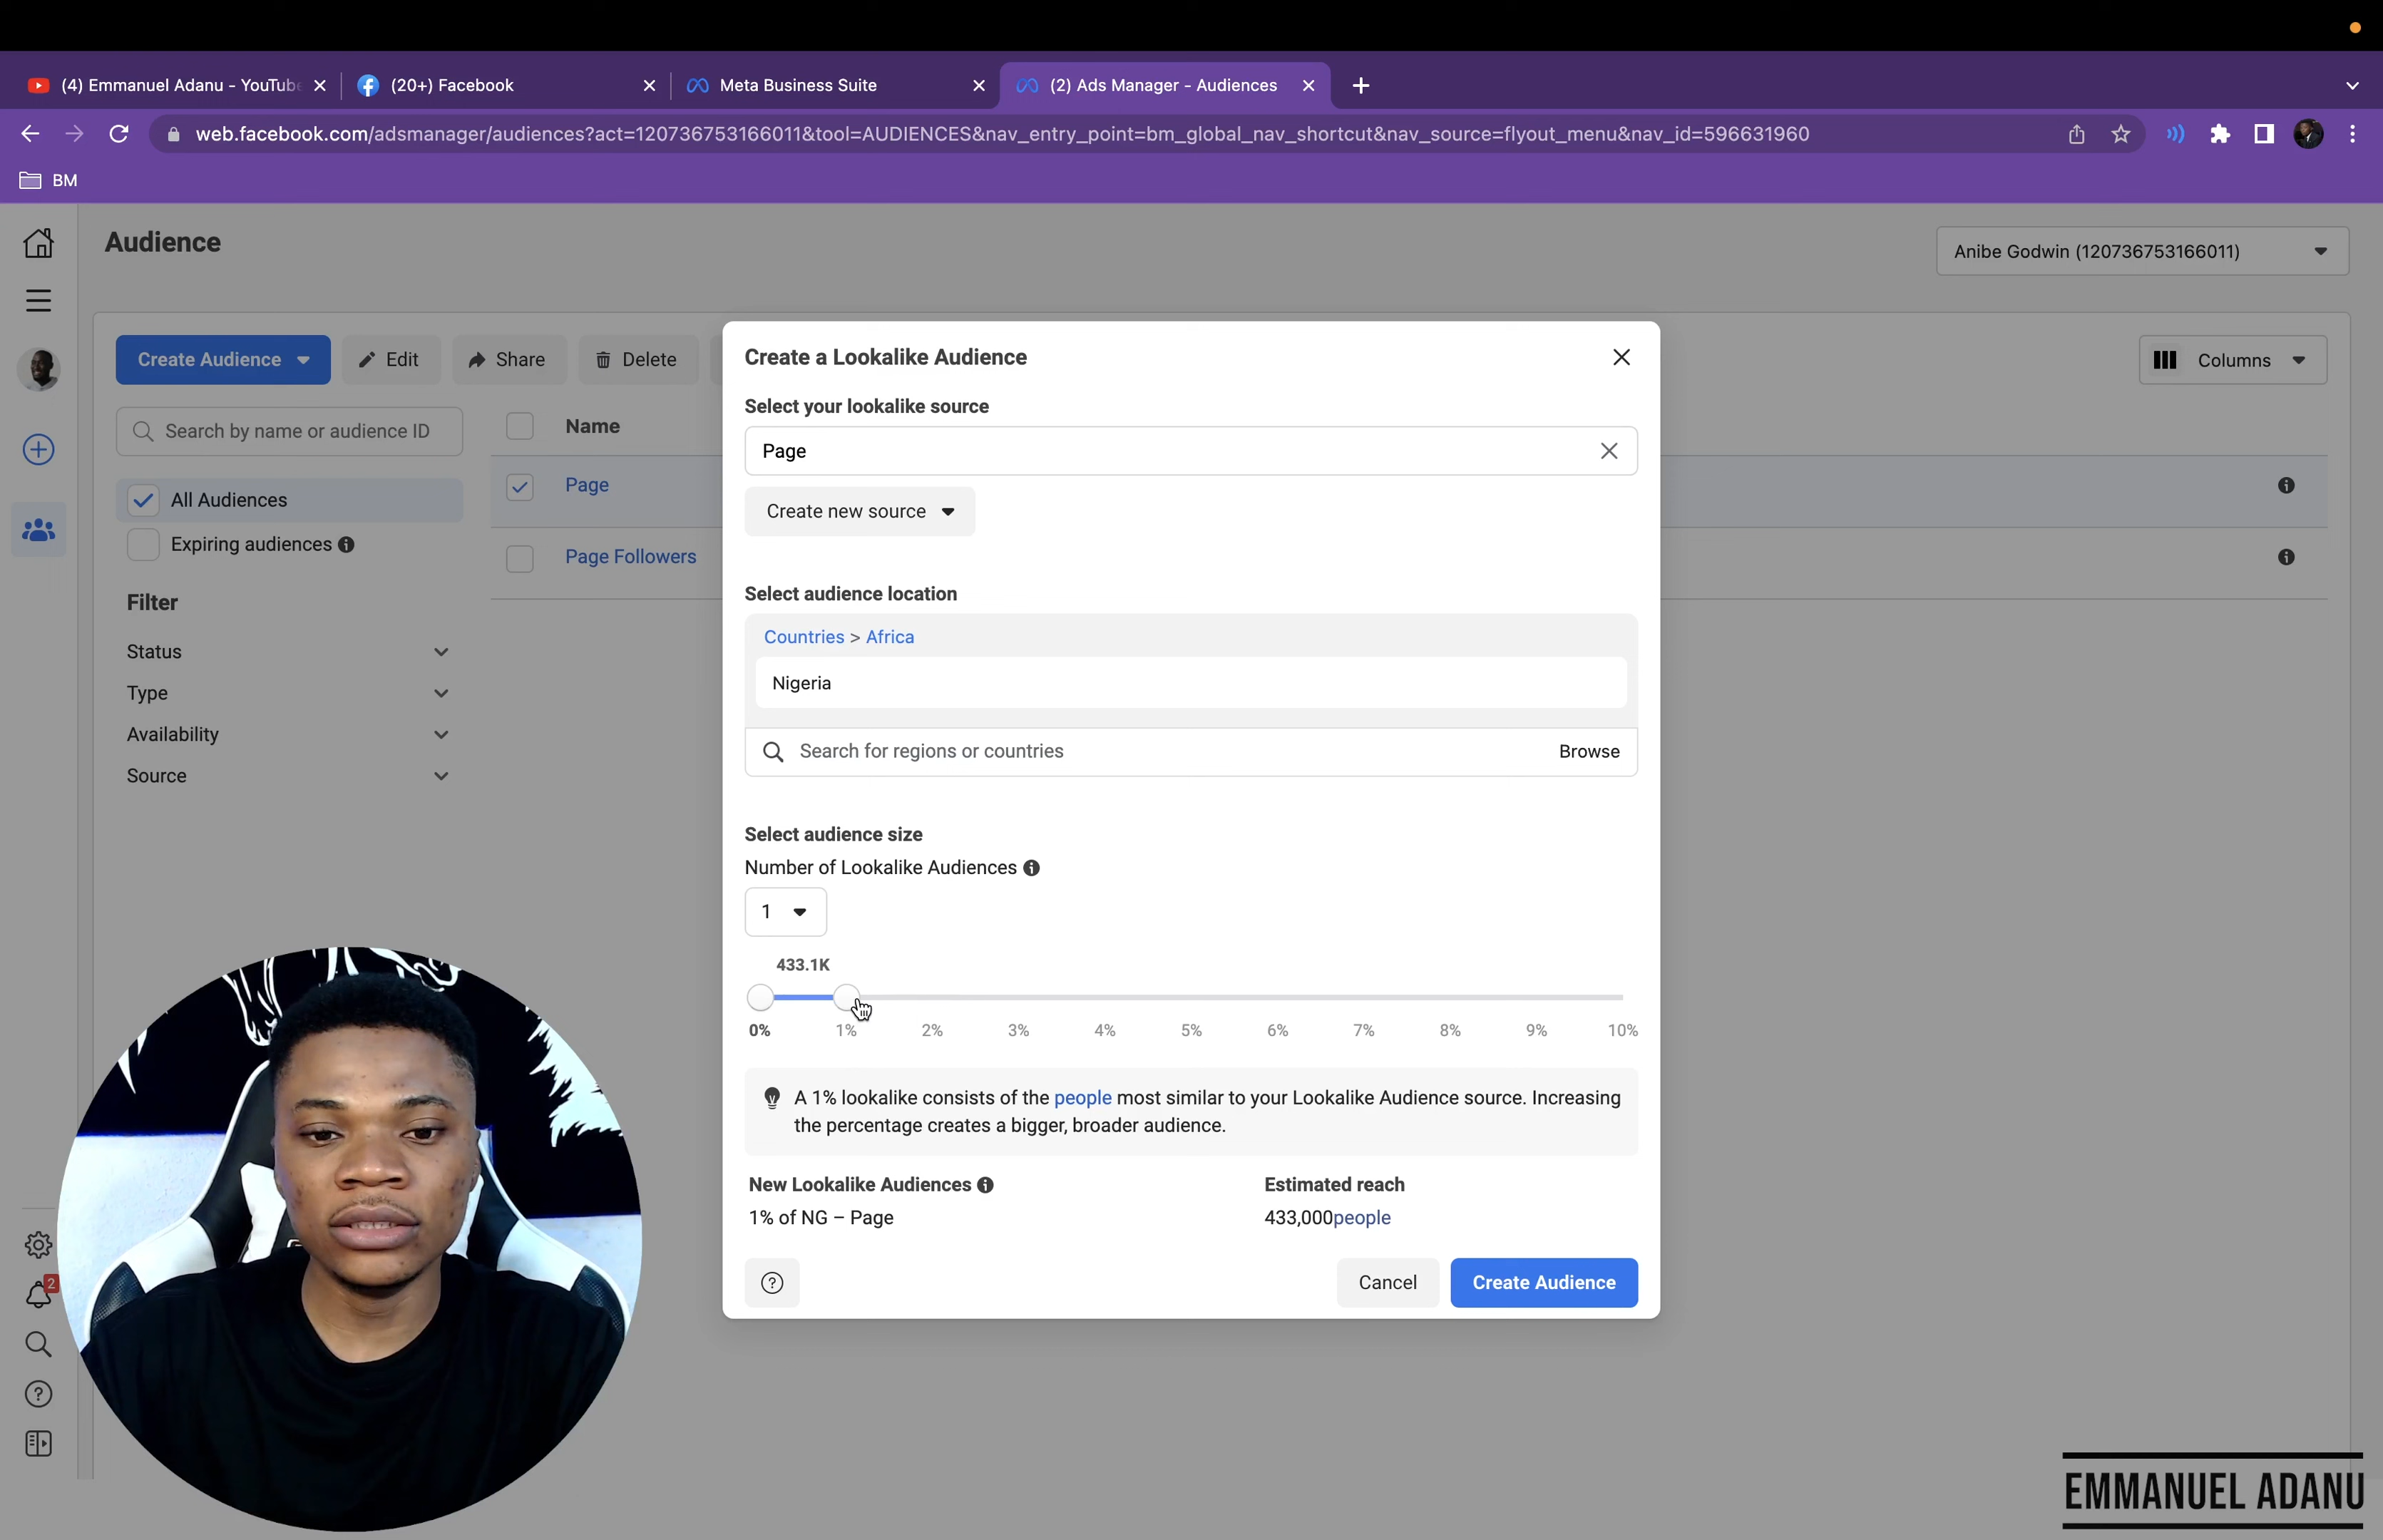 (4) Emmanuel Adanu - YouTube
(20+) Facebook
Meta Business Suite
(2) Ads Manager - Audiences
web.facebook.com/adsmanager/audiences?act=120736753166011&tool=AUDIENCES&nav_entry_point=bm_global_nav_shortcut&nav_source=flyout_menu&nav_id=596631960
BM
Audience
Anibe Godwin (120736753166011)
Create Audience
Edit
Share
Delete
Columns
Search by name or audience ID
Name
All Audiences
Page
Expiring audiences
Page Followers
Filter
Status
Type
Availability
Source
Create a Lookalike Audience
Select your lookalike source
Page
Create new source
Select audience location
Countries > Africa
Nigeria
Search for regions or countries
Browse
Select audience size
Number of Lookalike Audiences
1
433.1K
0% 1% 2% 3% 4% 5% 6% 7% 8% 9% 10%
A 1% lookalike consists of the people most similar to your Lookalike Audience source. Increasing
the percentage creates a bigger, broader audience.
New Lookalike Audiences
Estimated reach
1% of NG – Page
433,000people
Cancel
Create Audience
2
EMMANUEL ADANU